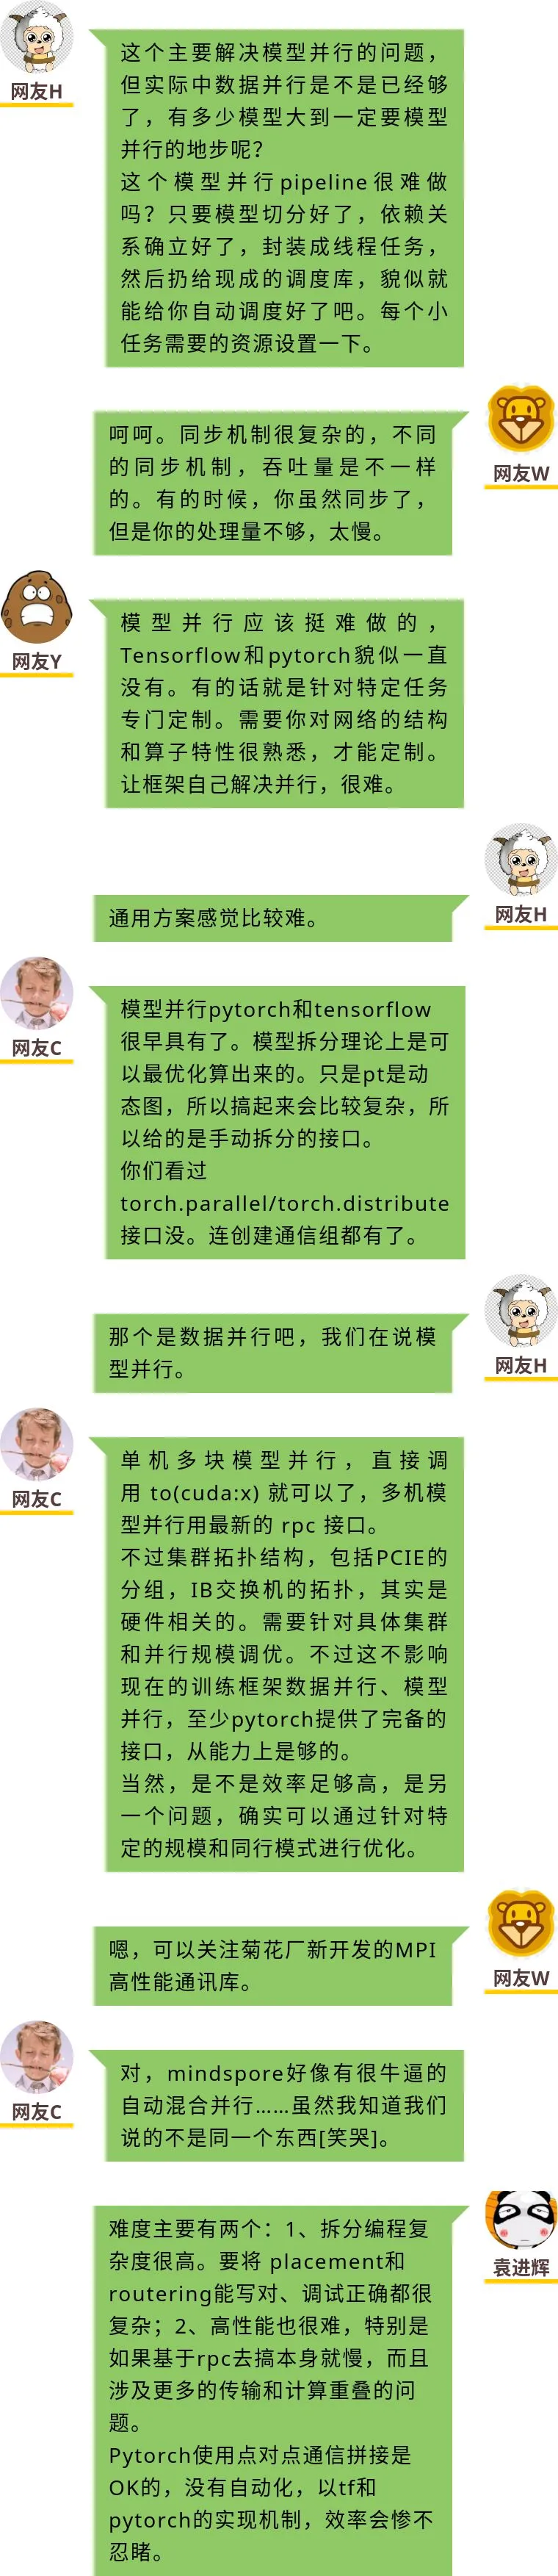 网友H
这个主要解决模型并行的问题，
但实际中数据并行是不是已经够
了，有多少模型大到一定要模型
并行的地步呢？
这个模型并行pipeline很难做
吗？只要模型切分好了，依赖关
系确立好了，封装成线程任务，
然后扔给现成的调度库，貌似就
能给你自动调度好了吧。每个小
任务需要的资源设置一下。
网友W
呵呵。同步机制很复杂的，不同
的同步机制，吞吐量是不一样
的。有的时候，你虽然同步了，
但是你的处理量不够，太慢。
网友Y
模型并行应该挺难做的，
Tensorflow和pytorch貌似一直
没有。有的话就是针对特定任务
专门定制。需要你对网络的结构
和算子特性很熟悉，才能定制。
让框架自己解决并行，很难。
网友H
通用方案感觉比较难。
网友C
模型并行pytorch和tensorflow
很早具有了。模型拆分理论上是可
以最优化算出来的。只是pt是动
态图，所以搞起来会比较复杂，所
以给的是手动拆分的接口。
你们看过
torch.parallel/torch.distribute
接口没。连创建通信组都有了。
网友H
那个是数据并行吧，我们在说模
型并行。
网友C
单机多块模型并行，直接调
用 to(cuda:x) 就可以了，多机模
型并行用最新的 rpc 接口。
不过集群拓扑结构，包括PCIE的
分组，IB交换机的拓扑，其实是
硬件相关的。需要针对具体集群
和并行规模调优。不过这不影响
现在的训练框架数据并行、模型
并行，至少pytorch提供了完备的
接口，从能力上是够的。
当然，是不是效率足够高，是另
一个问题，确实可以通过针对特
定的规模和同行模式进行优化。
网友W
嗯，可以关注菊花厂新开发的MPI
高性能通讯库。
网友C
对，mindspore好像有很牛逼的
自动混合并行……虽然我知道我们
说的不是同一个东西[笑哭]。
袁进辉
难度主要有两个：1、拆分编程复
杂度很高。要将 placement和
routering能写对、调试正确都很
复杂；2、高性能也很难，特别是
如果基于rpc去搞本身就慢，而且
涉及更多的传输和计算重叠的问
题。
Pytorch使用点对点通信拼接是
OK的，没有自动化，以tf和
pytorch的实现机制，效率会惨不
忍睹。